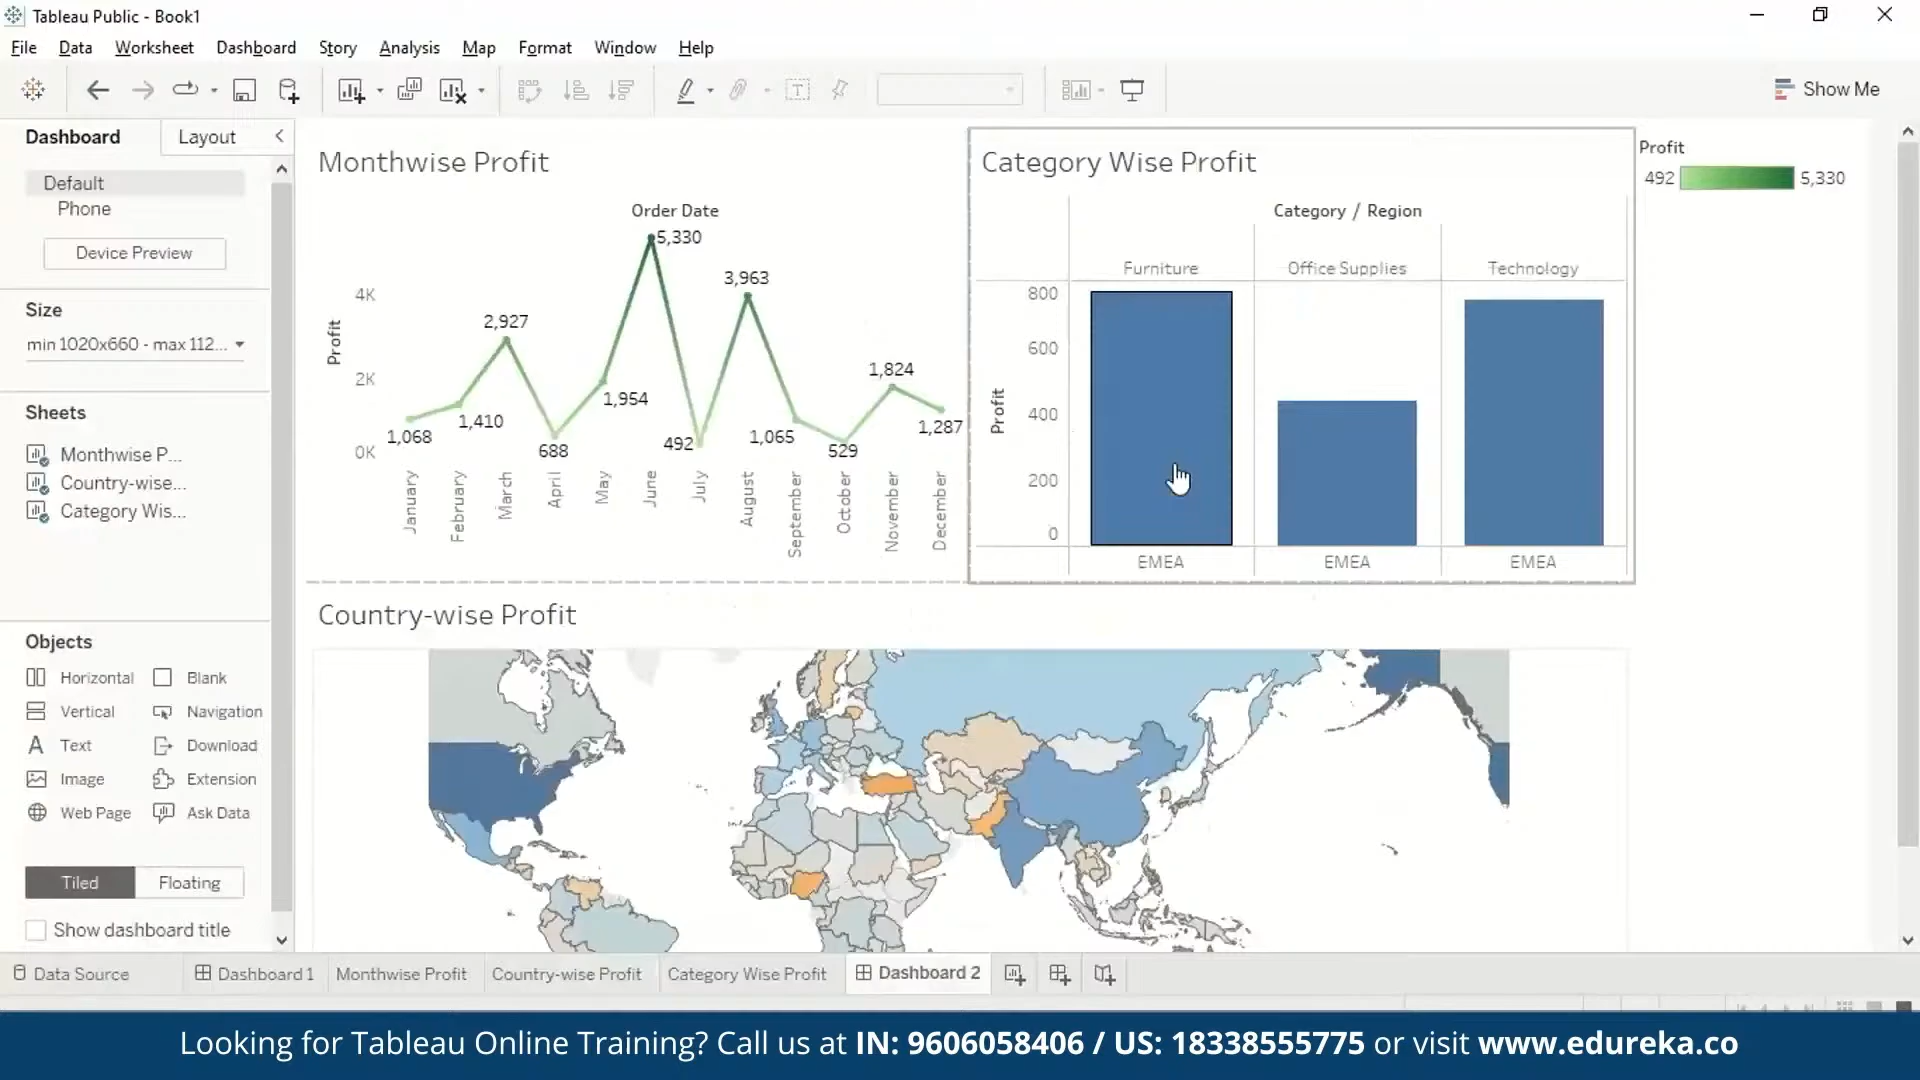 Tableau Public - Book1
File Data Worksheet Dashboard Story Analysis Map Format Window Help
Show Me
Dashboard
Layout
Default
Phone
Device Preview
Size
min 1020x660 - max 112...
Sheets
Monthwise P...
Country-wise...
Category Wis...
Objects
Horizontal Blank
Vertical Navigation
Text Download
Image Extension
Web Page Ask Data
Tiled Floating
Show dashboard title
Monthwise Profit
Order Date
Profit
4K
2K
0K
1,068
1,410
2,927
688
1,954
5,330
492
3,963
1,065
529
1,824
1,287
January
February
March
April
May
June
July
August
September
October
November
December
Category Wise Profit
Category / Region
Furniture Office Supplies Technology
Profit
800
600
400
200
0
EMEA EMEA EMEA
Profit
492 5,330
Country-wise Profit
Data Source Dashboard 1 Monthwise Profit Country-wise Profit Category Wise Profit Dashboard 2
Looking for Tableau Online Training? Call us at IN: 9606058406 / US: 18338555775 or visit www.edureka.co